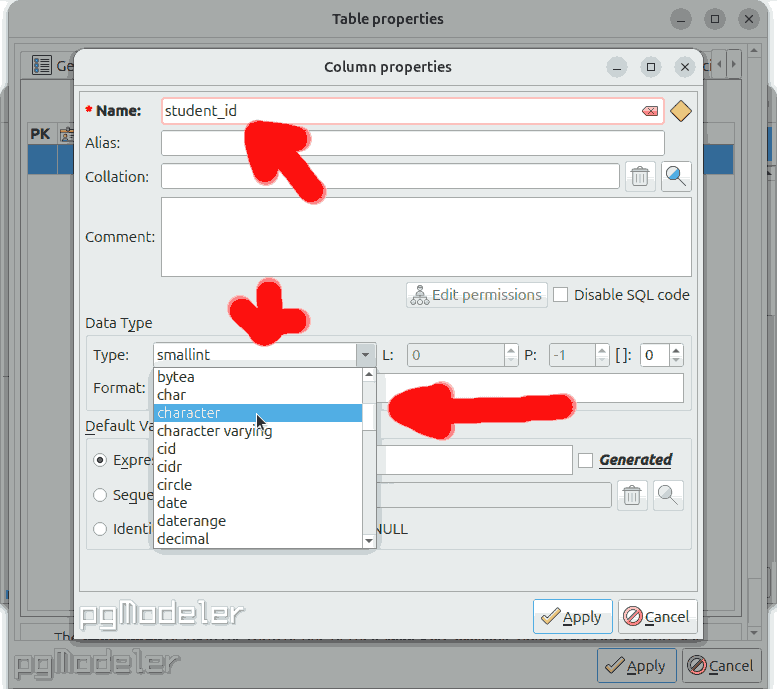 Table properties
Ge
PK
Column properties
* Name: student_id
Alias:
Collation:
Comment:
Edit permissions Disable SQL code
Data Type
Type: smallint L: 0 P: -1 []: 0
Format:
bytea
char
character
character varying
cid
cidr
circle
date
daterange
decimal
Default Va
Expre Generated
Seque
Identi NULL
pgModeler Apply Cancel
pgModeler Apply Cancel